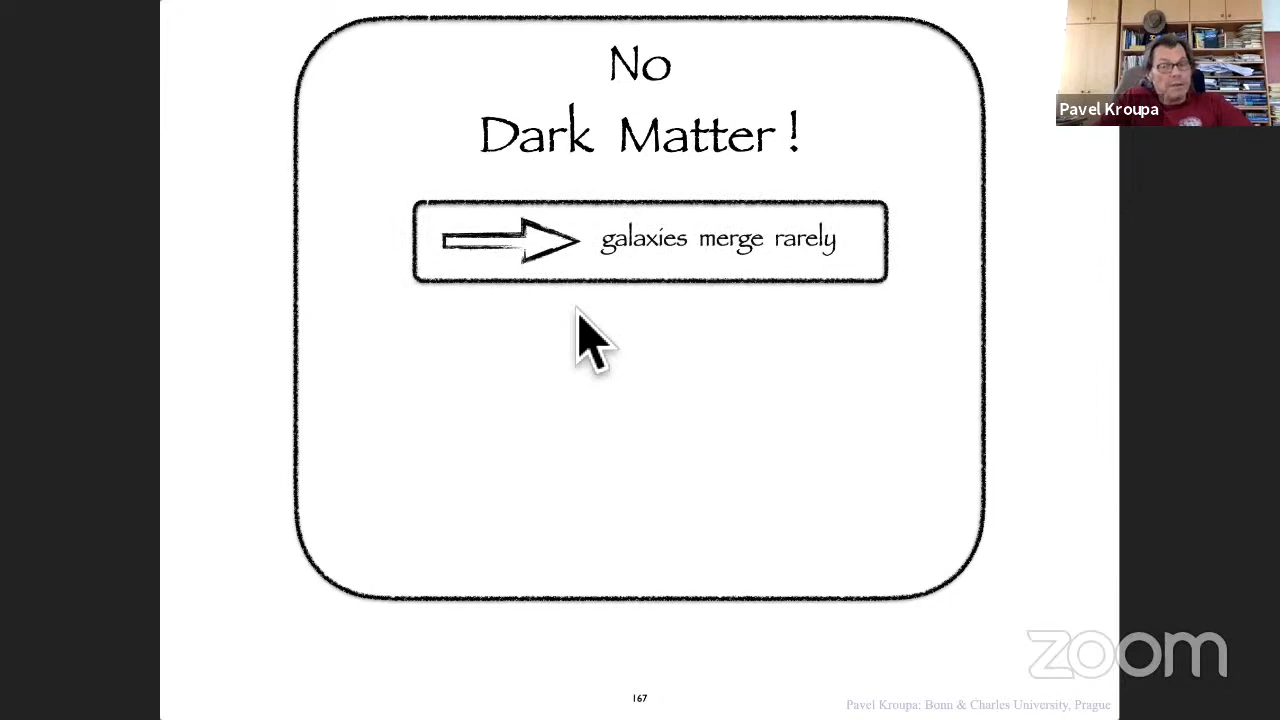 No
Dark Matter !
galaxies merge rarely
Pavel Kroupa
zoom
167
Pavel Kroupa: Bonn & Charles University, Prague